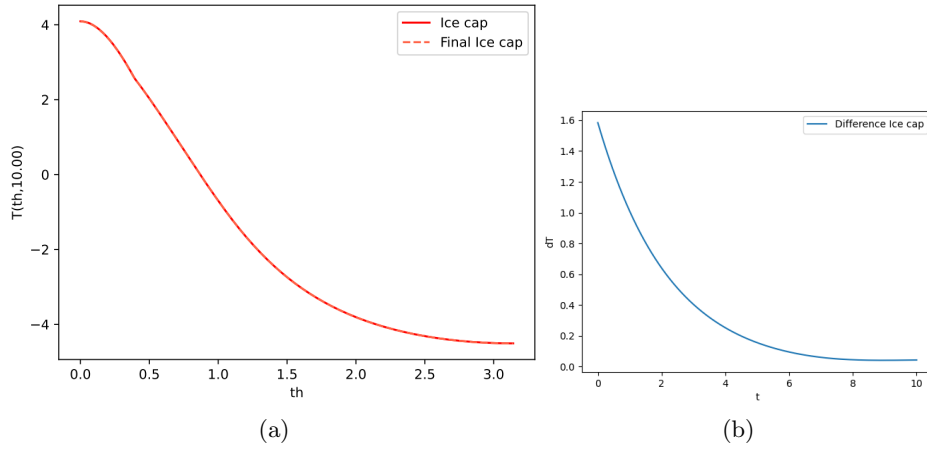 4
2
0
−2
−4
T(th,10.00)
0.0 0.5 1.0 1.5 2.0 2.5 3.0
th
Ice cap
Final Ice cap
(a)
1.6
1.4
1.2
1.0
0.8
0.6
0.4
0.2
0.0
dT
0 2 4 6 8 10
t
Difference Ice cap
(b)